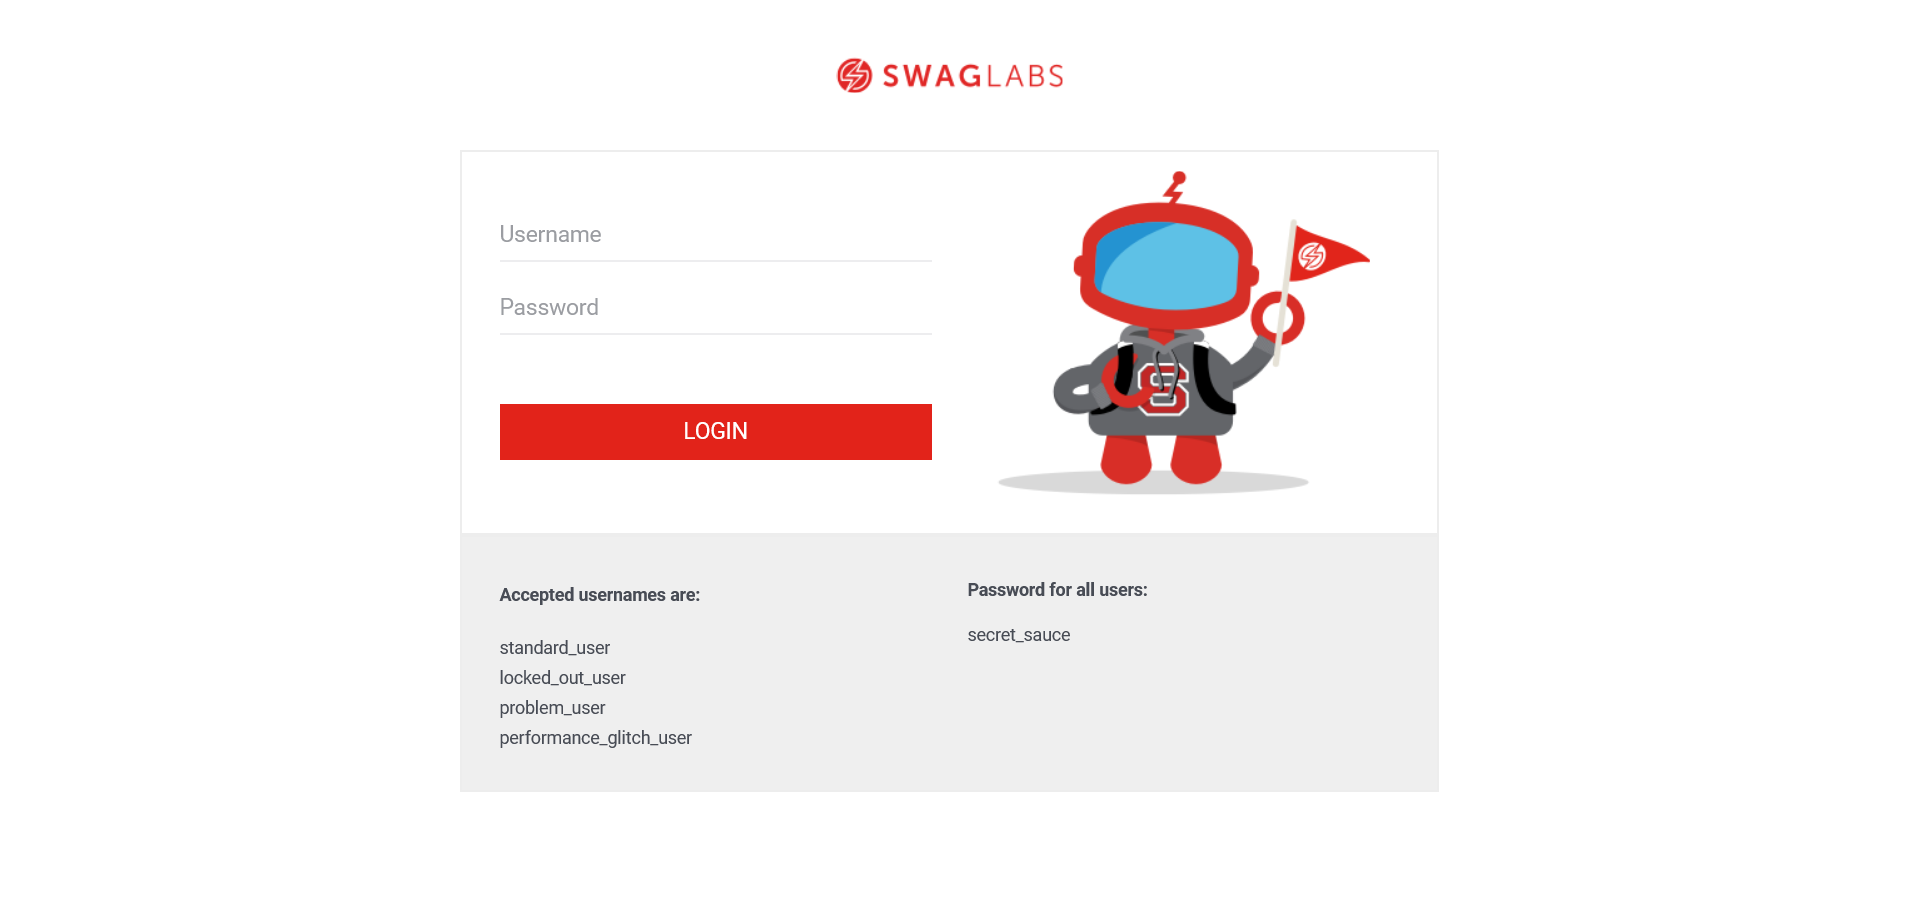 SWAGLABS
Username
Password
LOGIN
S
Accepted usernames are:
standard_user
locked_out_user
problem_user
performance_glitch_user
Password for all users:
secret_sauce